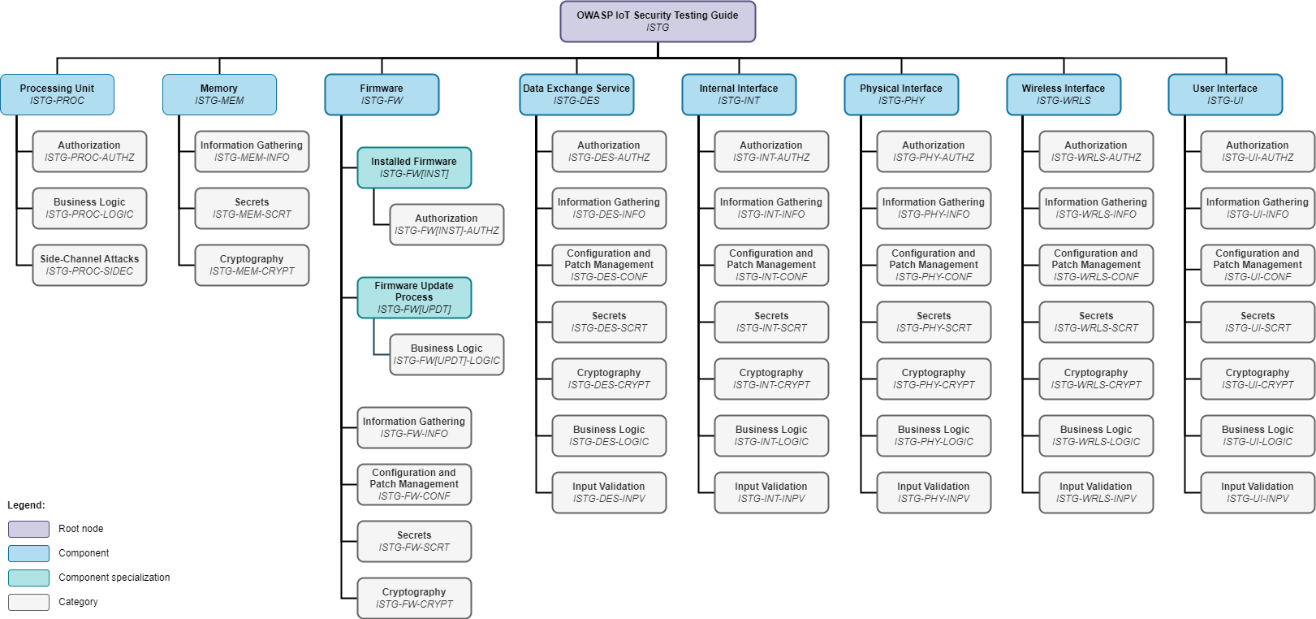 OWASP IoT Security Testing Guide
ISTG
Processing Unit
ISTG-PROC
Authorization
ISTG-PROC-AUTHZ
Business Logic
ISTG-PROC-LOGIC
Side-Channel Attacks
ISTG-PROC-SIDEC
Memory
ISTG-MEM
Information Gathering
ISTG-MEM-INFO
Secrets
ISTG-MEM-SCRT
Cryptography
ISTG-MEM-CRYPT
Firmware
ISTG-FW
Installed Firmware
ISTG-FW[INST]
Authorization
ISTG-FW[INST]-AUTHZ
Firmware Update
Process
ISTG-FW[UPDT]
Business Logic
ISTG-FW[UPDT]-LOGIC
Information Gathering
ISTG-FW-INFO
Configuration and
Patch Management
ISTG-FW-CONF
Secrets
ISTG-FW-SCRT
Cryptography
ISTG-FW-CRYPT
Data Exchange Service
ISTG-DES
Authorization
ISTG-DES-AUTHZ
Information Gathering
ISTG-DES-INFO
Configuration and
Patch Management
ISTG-DES-CONF
Secrets
ISTG-DES-SCRT
Cryptography
ISTG-DES-CRYPT
Business Logic
ISTG-DES-LOGIC
Input Validation
ISTG-DES-INPV
Internal Interface
ISTG-INT
Authorization
ISTG-INT-AUTHZ
Information Gathering
ISTG-INT-INFO
Configuration and
Patch Management
ISTG-INT-CONF
Secrets
ISTG-INT-SCRT
Cryptography
ISTG-INT-CRYPT
Business Logic
ISTG-INT-LOGIC
Input Validation
ISTG-INT-INPV
Physical Interface
ISTG-PHY
Authorization
ISTG-PHY-AUTHZ
Information Gathering
ISTG-PHY-INFO
Configuration and
Patch Management
ISTG-PHY-CONF
Secrets
ISTG-PHY-SCRT
Cryptography
ISTG-PHY-CRYPT
Business Logic
ISTG-PHY-LOGIC
Input Validation
ISTG-PHY-INPV
Wireless Interface
ISTG-WRLS
Authorization
ISTG-WRLS-AUTHZ
Information Gathering
ISTG-WRLS-INFO
Configuration and
Patch Management
ISTG-WRLS-CONF
Secrets
ISTG-WRLS-SCRT
Cryptography
ISTG-WRLS-CRYPT
Business Logic
ISTG-WRLS-LOGIC
Input Validation
ISTG-WRLS-INPV
User Interface
ISTG-UI
Authorization
ISTG-UI-AUTHZ
Information Gathering
ISTG-UI-INFO
Configuration and
Patch Management
ISTG-UI-CONF
Secrets
ISTG-UI-SCRT
Cryptography
ISTG-UI-CRYPT
Business Logic
ISTG-UI-LOGIC
Input Validation
ISTG-UI-INPV
Legend:
Root node
Component
Component specialization
Category